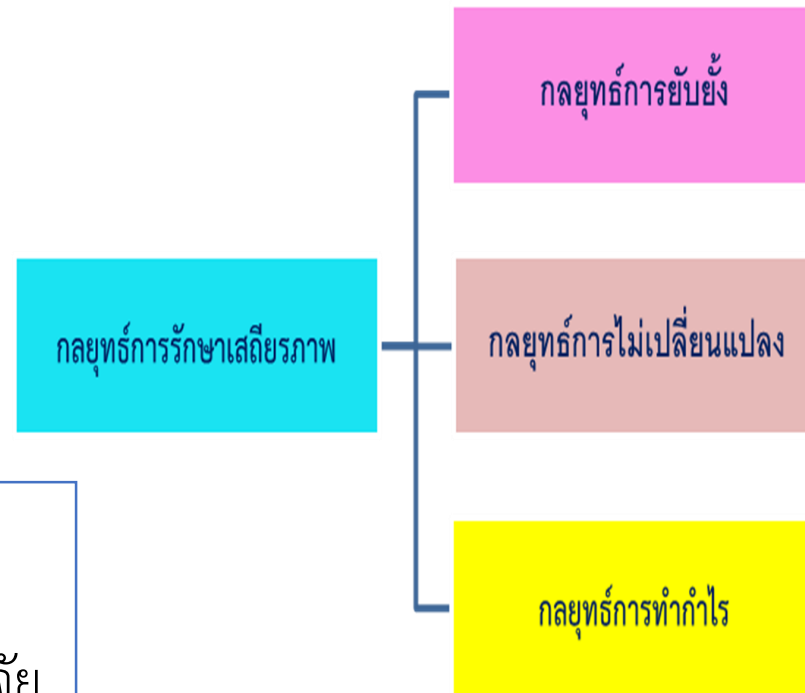 กลยุทธ์การยับยั้ง
กลยุทธ์การรักษาเสถียรภาพ
กลยุทธ์การไม่เปลี่ยนแปลง
กลยุทธ์การทำกำไร